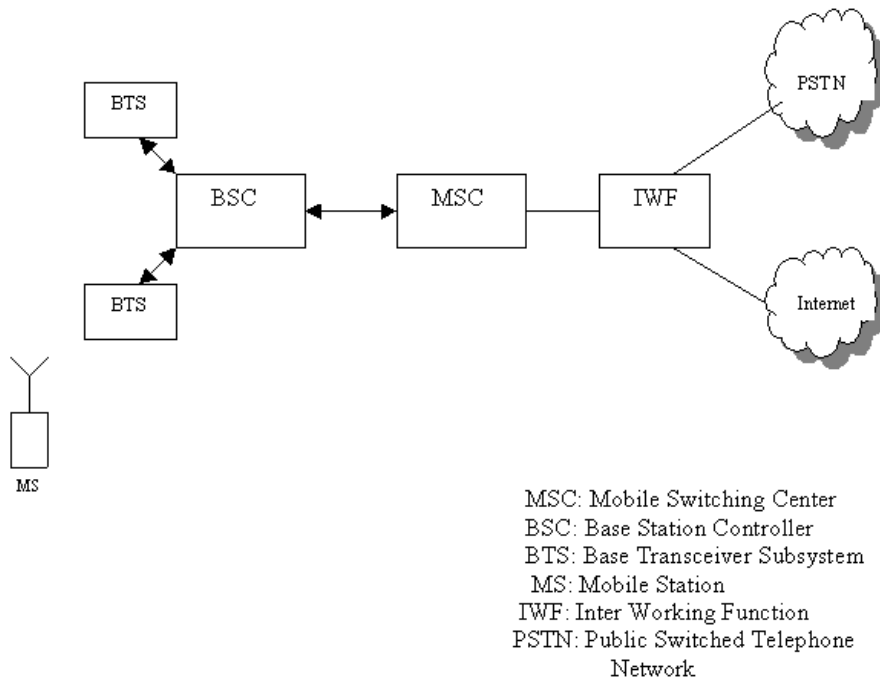 PSTN
BTS
BSC
MSC
IWF
BTS
Internet
MS
MSC: Mobile Switching Center
BSC: Base Station Controller
BTS: Base Transceiver Subsystem
MS: Mobile Station
IWF: Inter Working Function
PSTN: Public Switched Telephone
Network